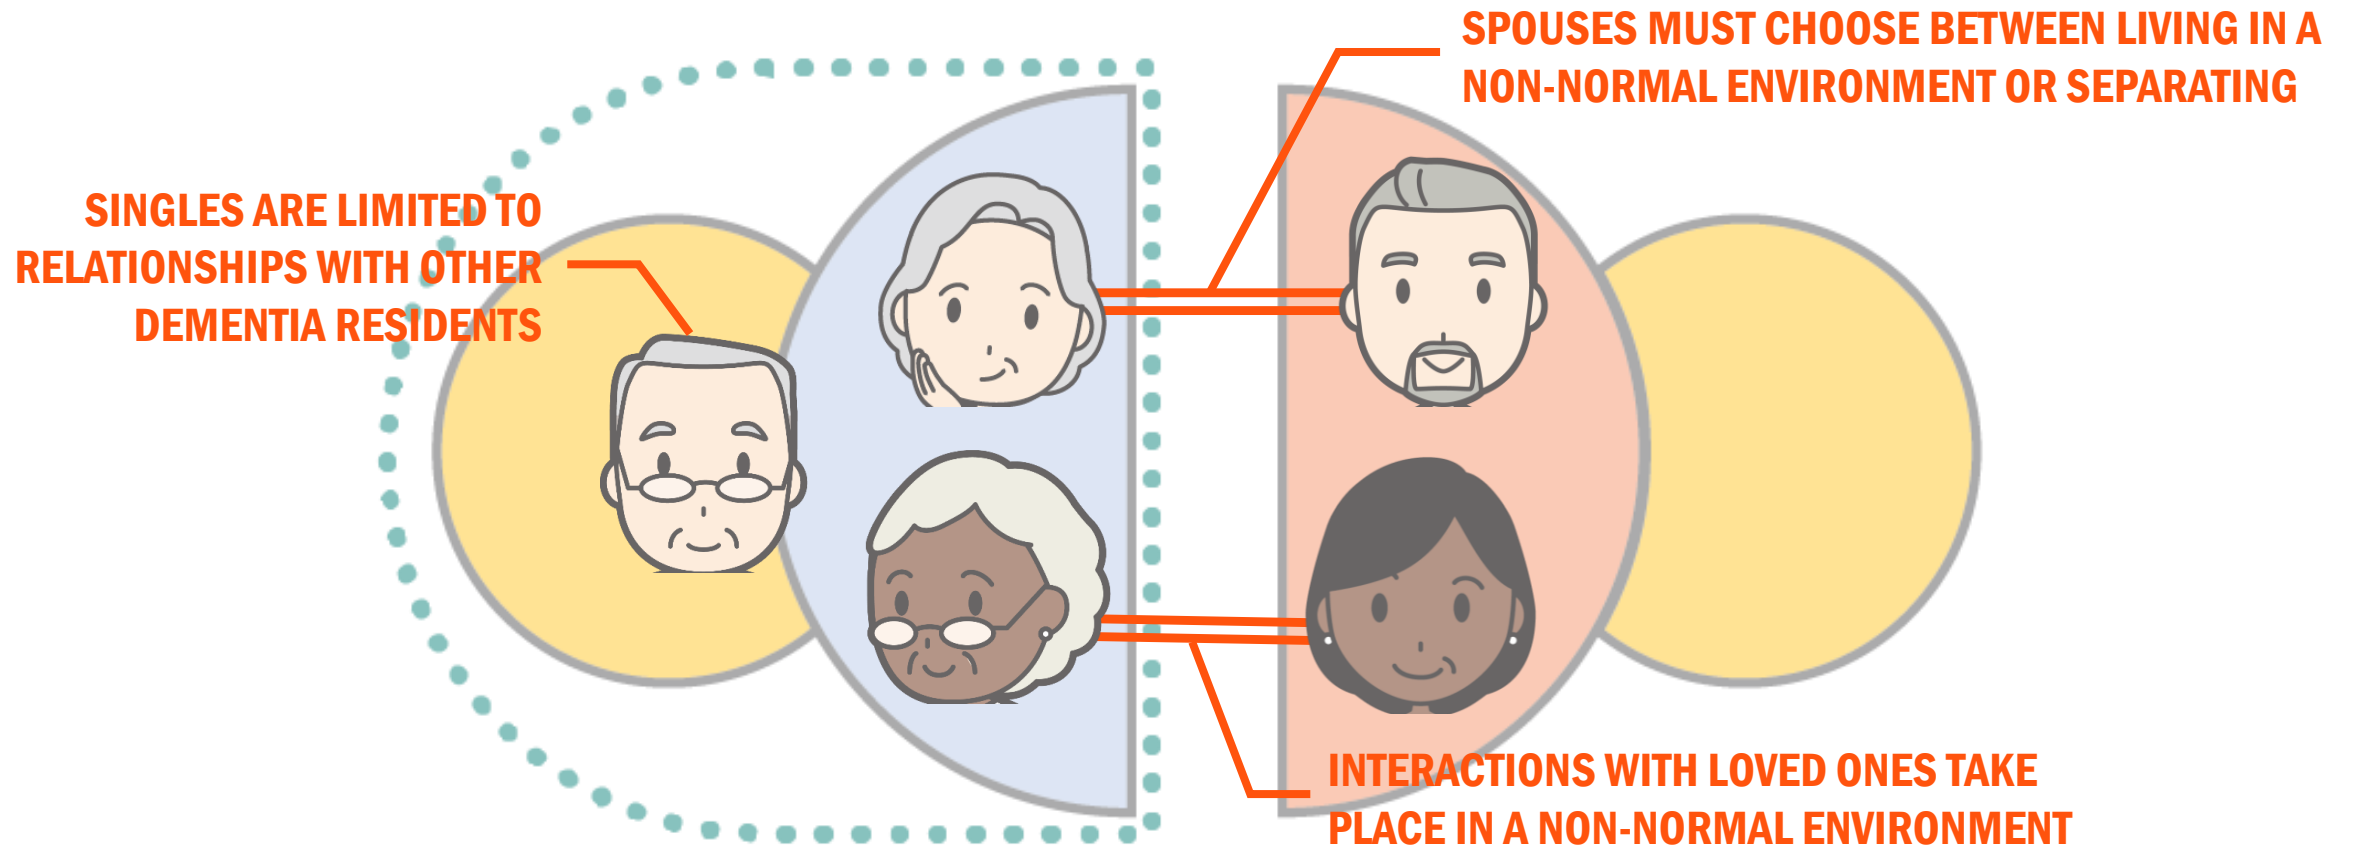 SPOUSES MUST CHOOSE BETWEEN LIVING IN A
NON-NORMAL ENVIRONMENT OR SEPARATING
SINGLES ARE LIMITED TO
RELATIONSHIPS WITH OTHER
DEMENTIA RESIDENTS
INTERACTIONS WITH LOVED ONES TAKE
PLACE IN A NON-NORMAL ENVIRONMENT